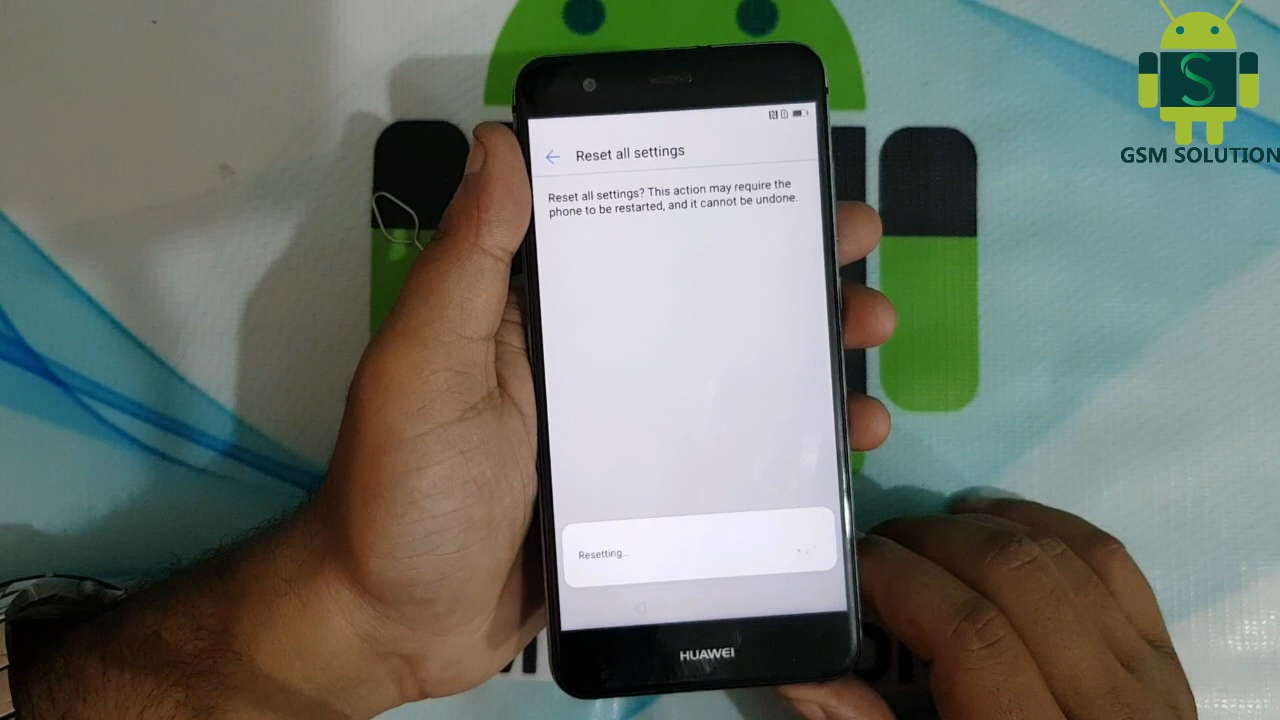 GSM SOLUTION
Reset all settings
Reset all settings? This action may require the
phone to be restarted, and it cannot be undone.
Resetting...
HUAWEI